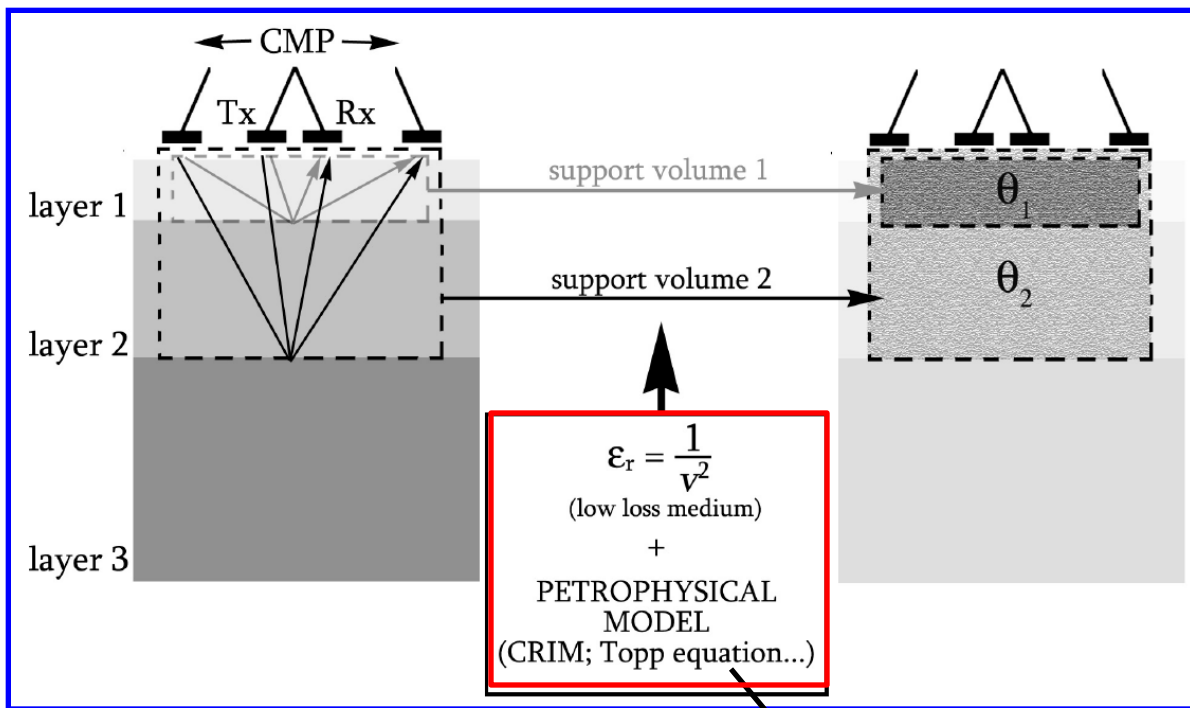 CMP
Tx Rx
support volume 1
layer 1
θ₁
support volume 2
θ₂
layer 2
εᵣ = 1/v²
(low loss medium)
+
layer 3
PETROPHYSICAL
MODEL
(CRIM; Topp equation...)